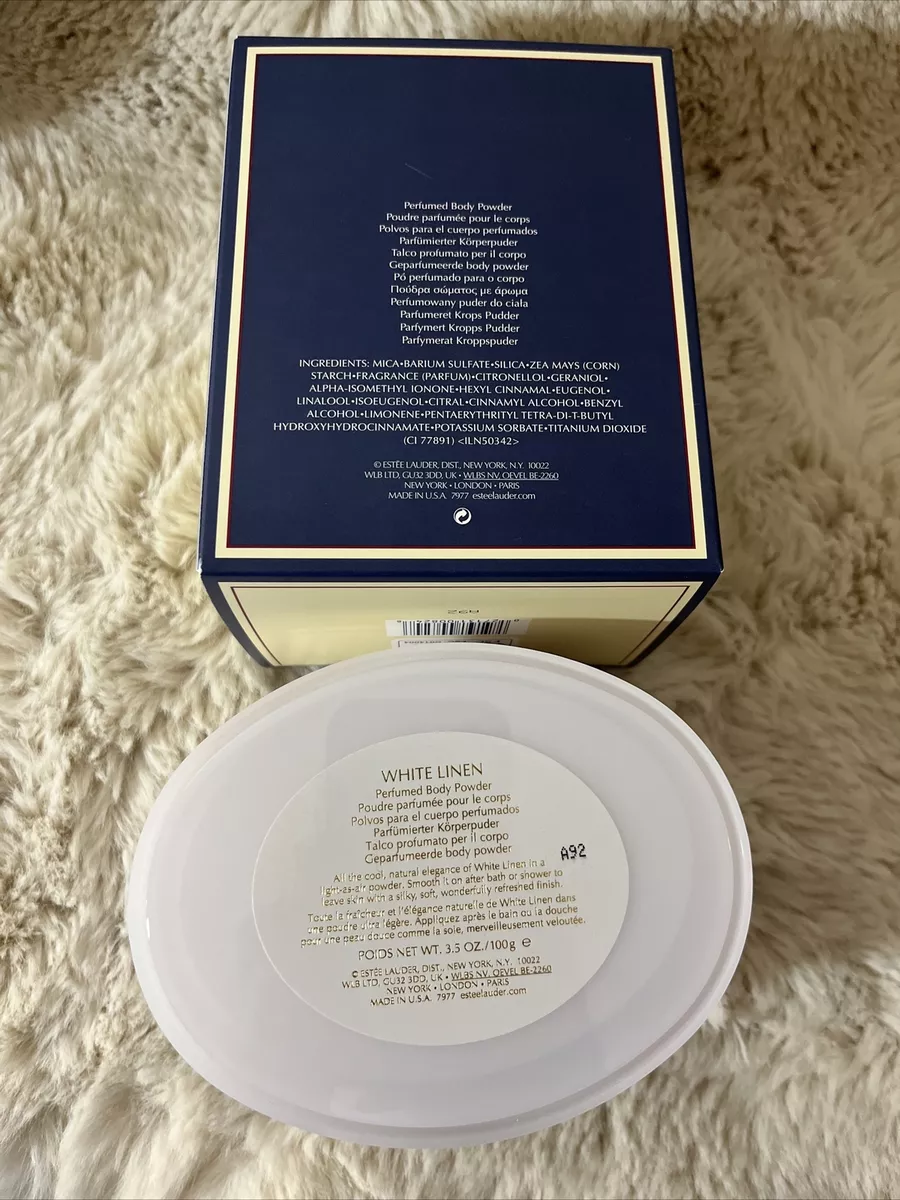 Perfumed Body Powder
Poudre parfumée pour le corps
Polvos para el cuerpo perfumados
Parfümierter Körperpuder
Talco profumato per il corpo
Geparfumeerde body powder
Pó perfumado para o corpo
Πούδρα σώματος με άρωμα
Perfumowany puder do ciała
Parfumeret Krops Pudder
Parfymert Kropps Pudder
Parfymerat Kroppspuder
INGREDIENTS: MICA•BARIUM SULFATE•SILICA•ZEA MAYS (CORN)
STARCH•FRAGRANCE (PARFUM)•CITRONELLOL•GERANIOL•
ALPHA-ISOMETHYL IONONE•HEXYL CINNAMAL•EUGENOL•
LINALOOL•ISOEUGENOL•CITRAL•CINNAMYL ALCOHOL•BENZYL
ALCOHOL•LIMONENE•PENTAERYTHRITYL TETRA-DI-T-BUTYL
HYDROXYHYDROCINNAMATE•POTASSIUM SORBATE•TITANIUM DIOXIDE
(CI 77891) <ILN50342>
© ESTÉE LAUDER, DIST., NEW YORK, N.Y. 10022
WLB LTD, GU32 3DD, UK • WLBS NV, OEVEL BE-2260
NEW YORK • LONDON • PARIS
MADE IN U.S.A. 7977 esteelauder.com
A92
WHITE LINEN
Perfumed Body Powder
Poudre parfumée pour le corps
Polvos para el cuerpo perfumados
Parfümierter Körperpuder
Talco profumato per il corpo
Geparfumeerde body powder
A92
All the cool, natural elegance of White Linen in a
light-as-air powder. Smooth it on after bath or shower to
leave skin with a silky, soft, wonderfully refreshed finish.
Toute la fraîcheur et l'élégance naturelle de White Linen dans
une poudre ultra légère. Appliquez après le bain ou la douche
pour une peau douce comme la soie, merveilleusement veloutée.
POIDS NET WT. 3.5 OZ./100g ℮
© ESTÉE LAUDER, DIST., NEW YORK, N.Y. 10022
WLB LTD, GU32 3DD, UK • WLBS NV, OEVEL BE-2260
NEW YORK • LONDON • PARIS
MADE IN U.S.A. 7977 esteelauder.com